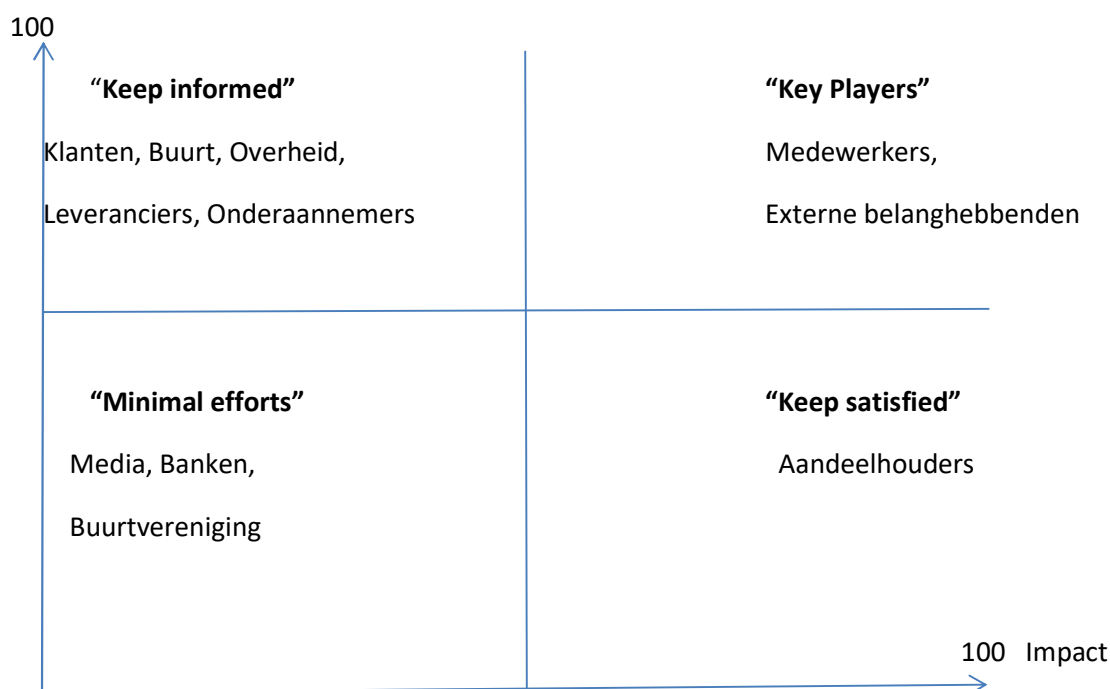 100
“Keep informed”
Klanten, Buurt, Overheid,
Leveranciers, Onderaannemers
“Key Players”
Medewerkers,
Externe belanghebbenden
“Minimal efforts”
Media, Banken,
Buurtvereniging
“Keep satisfied”
Aandeelhouders
100 Impact